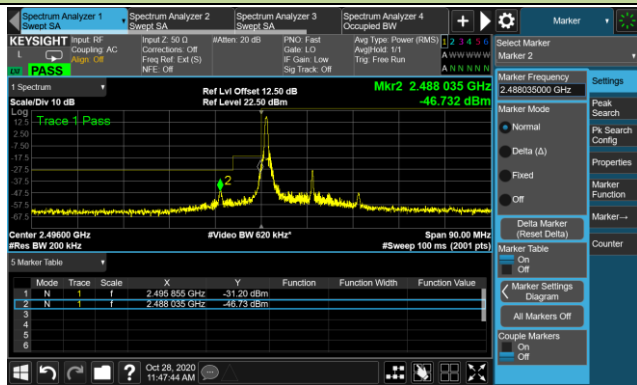 Spectrum Analyzer 1
Swept SA
Spectrum Analyzer 2
Swept SA
Spectrum Analyzer 3
Swept SA
Spectrum Analyzer 4
Occupied BW
Marker
KEYSIGHT
L
Input: RF
Coupling: AC
Align: Off
Input Z: 50 Ω
Corrections: Off
Freq Ref: Ext (S)
NFE: Off
#Atten: 20 dB
PNO: Fast
Gate: LO
IF Gain: Low
Sig Track: Off
Avg Type: Power (RMS)
Avg|Hold: 1/1
Trig: Free Run
1 2 3 4 5 6
A W W W W W
A N N N N N
PASS
1 Spectrum
Scale/Div 10 dB
Ref Lvl Offset 12.50 dB
Ref Level 22.50 dBm
Mkr2 2.488 035 GHz
-46.732 dBm
Log
Trace 1 Pass
12.5
2.50
-7.50
-17.5
-27.5
-37.5
-47.5
-57.5
-67.5
2
Center 2.49600 GHz
#Res BW 200 kHz
#Video BW 620 kHz*
Span 90.00 MHz
#Sweep 100 ms (2001 pts)
5 Marker Table
Mode Trace Scale X Y Function Function Width Function Value
1 N 1 f 2.495 855 GHz -31.20 dBm
2 N 1 f 2.488 035 GHz -46.73 dBm
3
4
5
6
Select Marker
Marker 2
Marker Frequency
2.488035000 GHz
Marker Mode
Normal
Delta (Δ)
Fixed
Off
Delta Marker
(Reset Delta)
Marker Table
On
Off
Marker Settings
Diagram
All Markers Off
Couple Markers
On
Off
Settings
Peak
Search
Pk Search
Config
Properties
Marker
Function
Marker→
Counter
?
Oct 28, 2020
11:47:44 AM